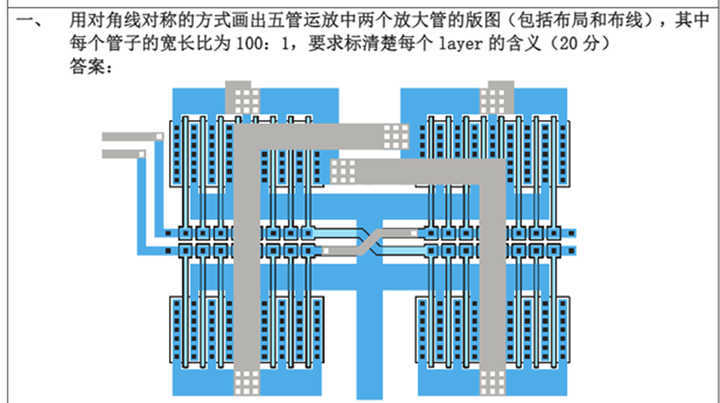 一、 用对角线对称的方式画出五管运放中两个放大管的版图（包括布局和布线），其中
每个管子的宽长比为 100：1，要求标清楚每个 layer 的含义（20 分）
答案：